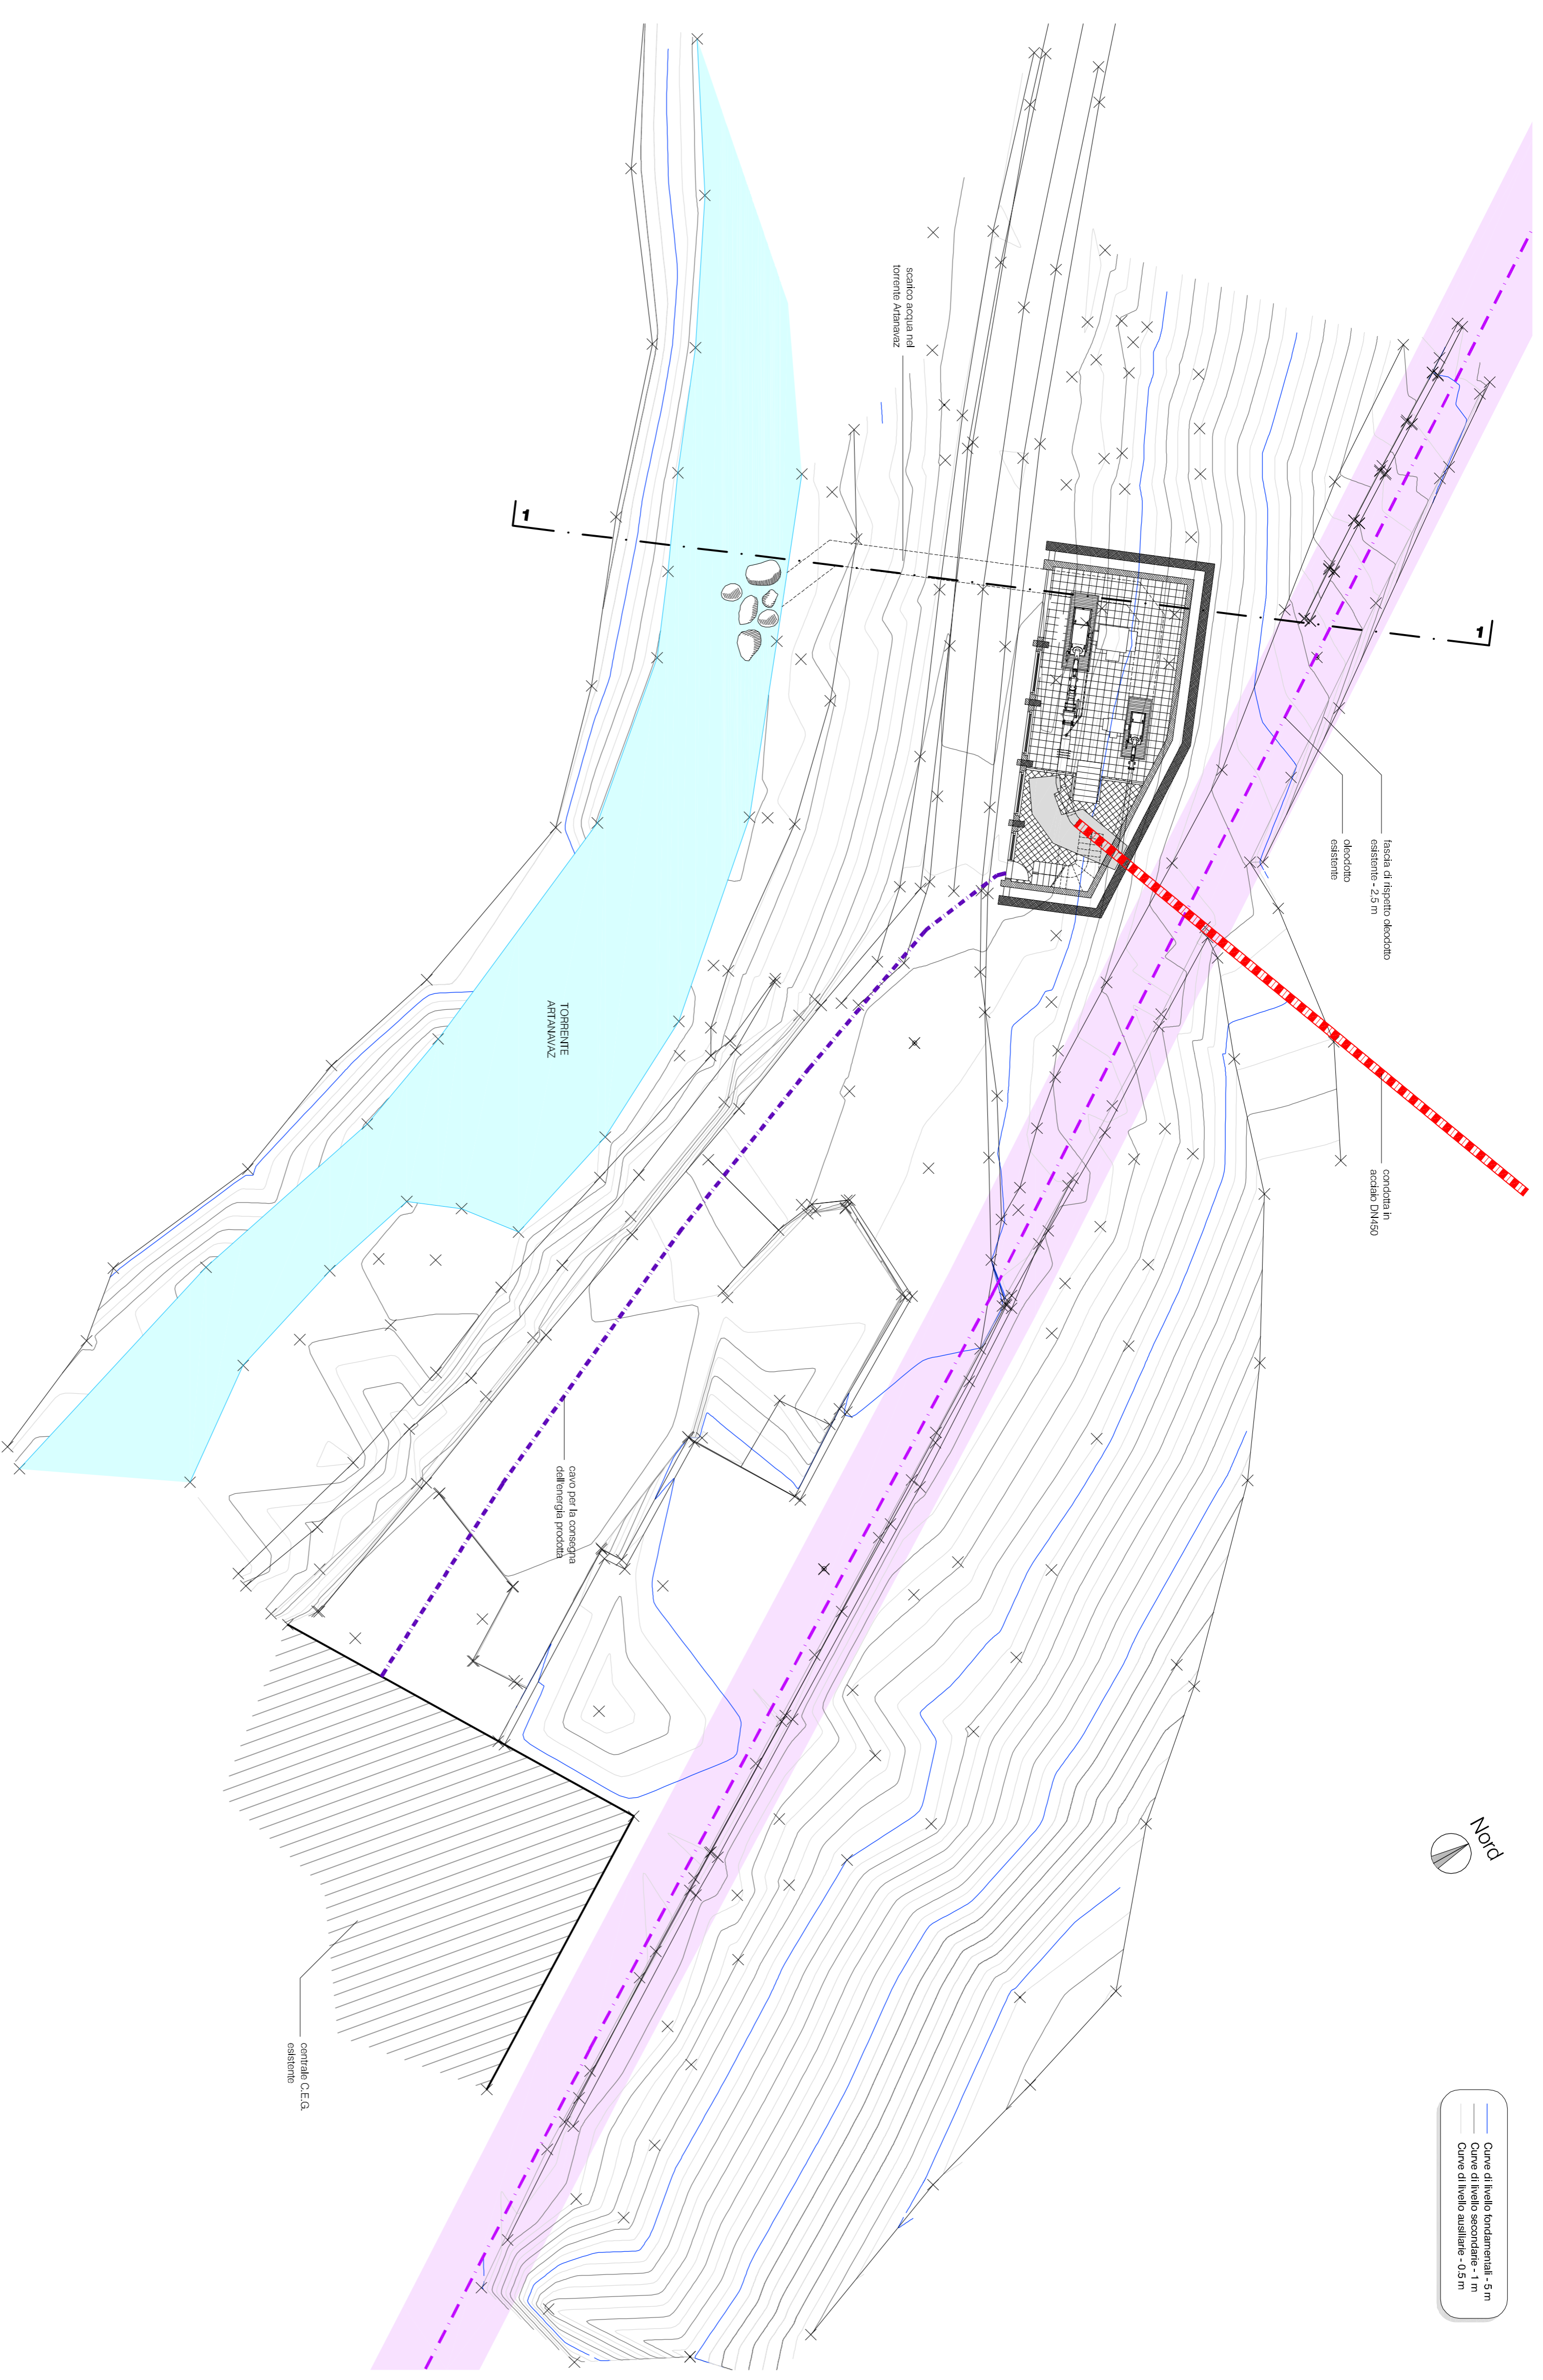 scarico acqua nel
torrente Artanavaz
1
1
fascia di rispetto oleodotto
esistente - 2,5 m
oleodotto
esistente
condotta in
acciaio DN450
TORRENTE
ARTANAVAZ
cavo per la consegna
dell'energia prodotta
centrale C.E.G.
esistente
Nord
Curve di livello fondamentali - 5 m
Curve di livello secondarie - 1 m
Curve di livello ausiliarie - 0.5 m